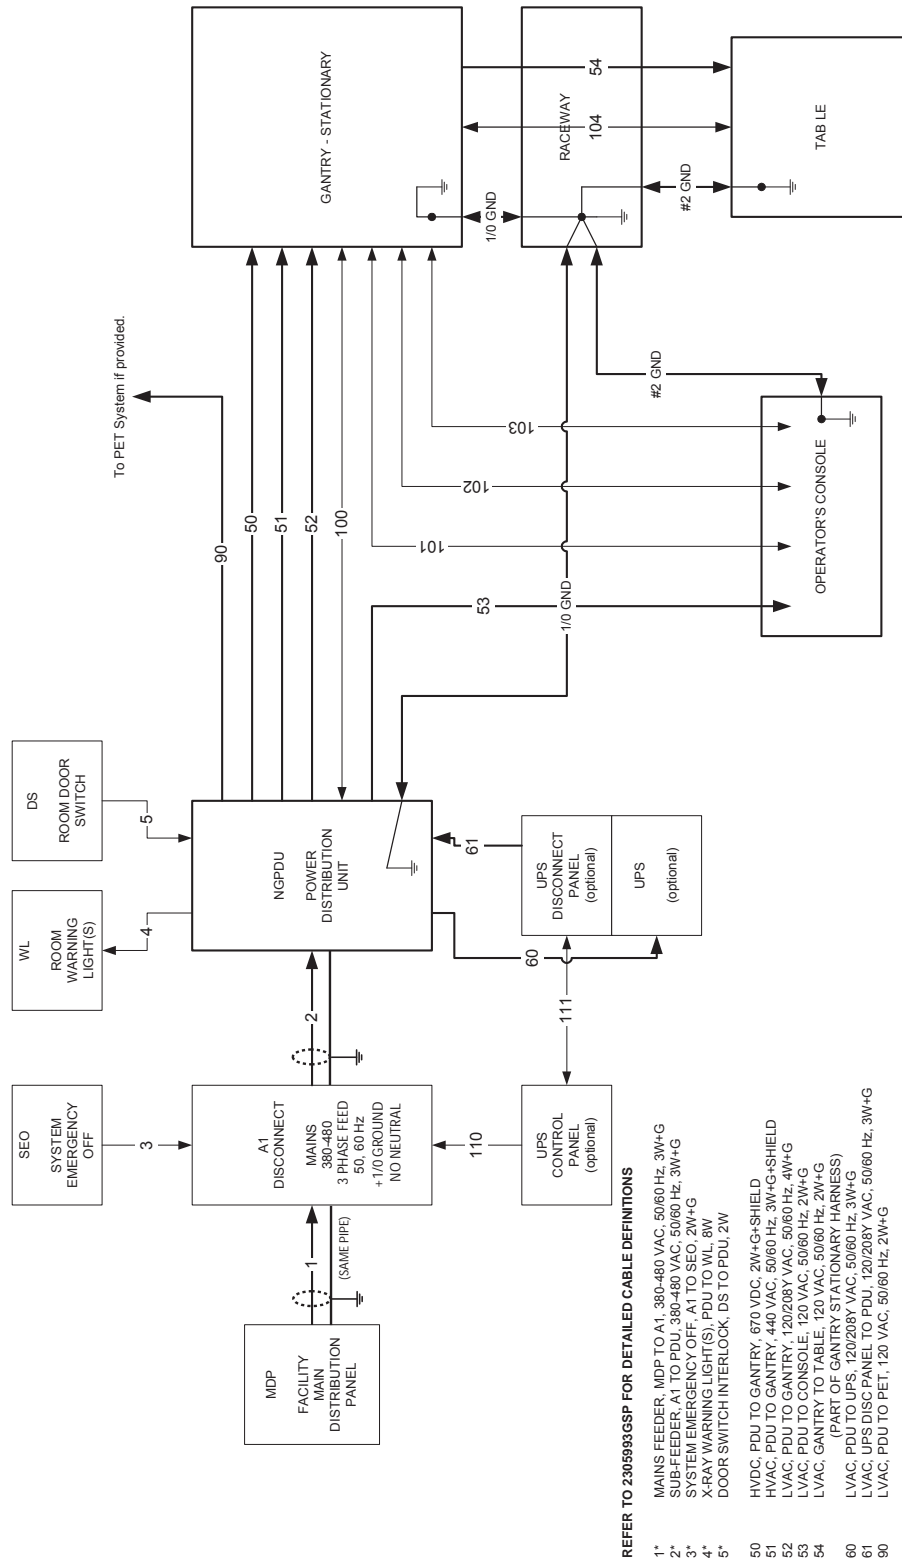 MDP
FACILITY
MAIN
DISTRIBUTION
PANEL
1
(SAME PIPE)
SEO
SYSTEM
EMERGENCY
OFF
3
A1
DISCONNECT
MAINS
380-480
3 PHASE FEED
50, 60 Hz
+1/0 GROUND
NO NEUTRAL
110
UPS
CONTROL
PANEL
(optional)
2
111
WL
ROOM
WARNING
LIGHT(S)
4
DS
ROOM DOOR
SWITCH
5
NGPDU
POWER
DISTRIBUTION
UNIT
60
61
UPS
DISCONNECT
PANEL
(optional)
UPS
(optional)
90
To PET System if provided.
50
51
52
100
53
101
102
103
1/0 GND
#2 GND
OPERATOR'S CONSOLE
GANTRY - STATIONARY
1/0 GND
RACEWAY
54
104
#2 GND
TAB LE
REFER TO 2305993GSP FOR DETAILED CABLE DEFINITIONS
1* MAINS FEEDER, MDP TO A1, 380-480 VAC, 50/60 Hz, 3W+G
2* SUB-FEEDER, A1 TO PDU, 380-480 VAC, 50/60 Hz, 3W+G
3* SYSTEM EMERGENCY OFF, A1 TO SEO, 2W+G
4* X-RAY WARNING LIGHT(S), PDU TO WL, 8W
5* DOOR SWITCH INTERLOCK, DS TO PDU, 2W
50 HVDC, PDU TO GANTRY, 670 VDC, 2W+G+SHIELD
51 HVAC, PDU TO GANTRY, 440 VAC, 50/60 Hz, 3W+G+SHIELD
52 LVAC, PDU TO GANTRY, 120/208Y VAC, 50/60 Hz, 4W+G
53 LVAC, PDU TO CONSOLE, 120 VAC, 50/60 Hz, 2W+G
54 LVAC, GANTRY TO TABLE, 120 VAC, 50/60 Hz, 2W+G
(PART OF GANTRY STATIONARY HARNESS)
60 LVAC, PDU TO UPS, 120/208Y VAC, 50/60 Hz, 3W+G
61 LVAC, UPS DISC PANEL TO PDU, 120/208Y VAC, 50/60 Hz, 3W+G
90 LVAC, PDU TO PET, 120 VAC, 50/60 Hz, 2W+G